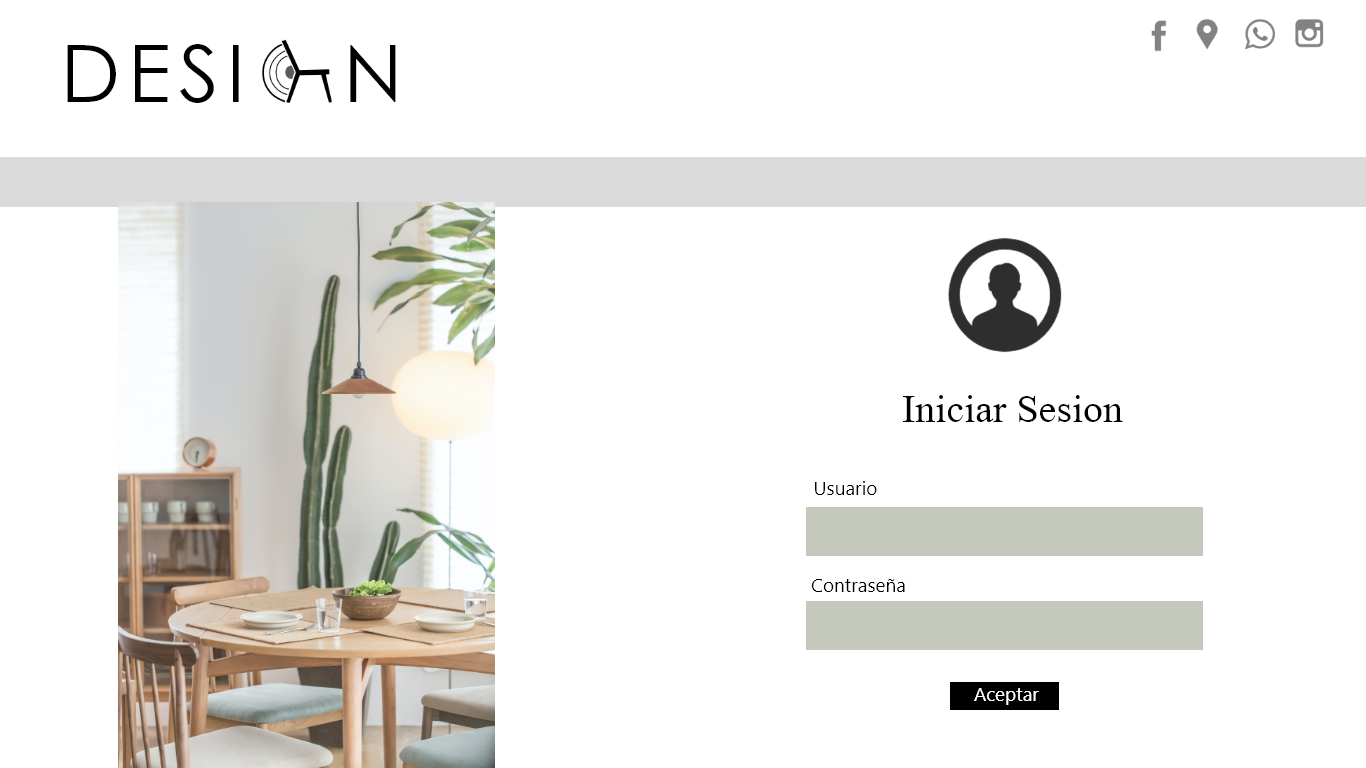 DESIGN
Iniciar Sesion
Usuario
Contraseña
Aceptar